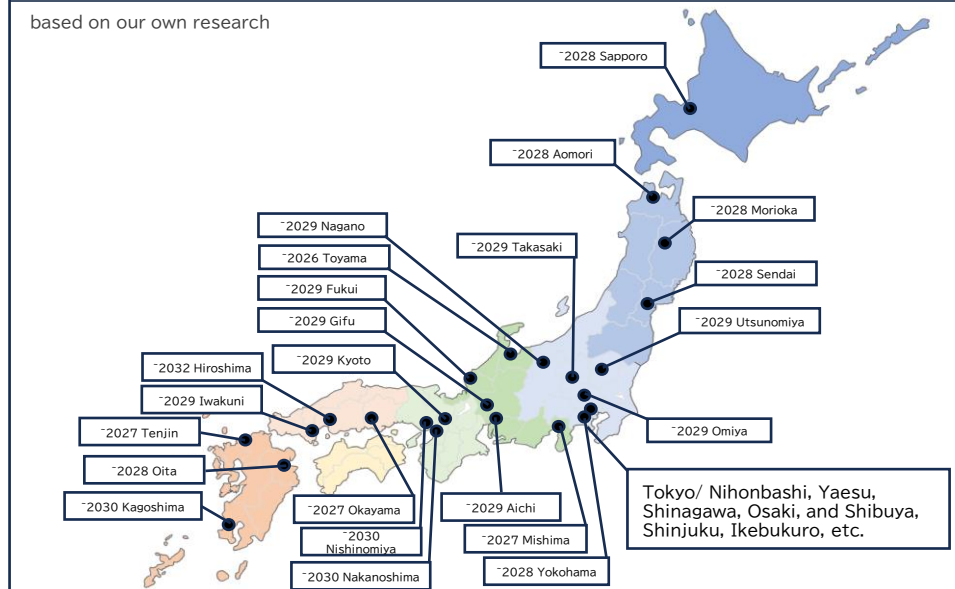 based on our own research
~2028 Sapporo
~2028 Aomori
~2028 Morioka
~2029 Nagano
~2029 Takasaki
~2026 Toyama
~2028 Sendai
~2029 Fukui
~2029 Gifu
~2029 Utsunomiya
~2029 Kyoto
~2032 Hiroshima
~2029 Iwakuni
~2027 Tenjin
~2029 Omiya
~2028 Oita
~2030 Kagoshima
~2027 Okayama
~2029 Aichi
Tokyo/ Nihonbashi, Yaesu,
Shinagawa, Osaki, and Shibuya,
Shinjuku, Ikebukuro, etc.
~2030
Nishinomiya
~2027 Mishima
~2030 Nakanoshima
~2028 Yokohama